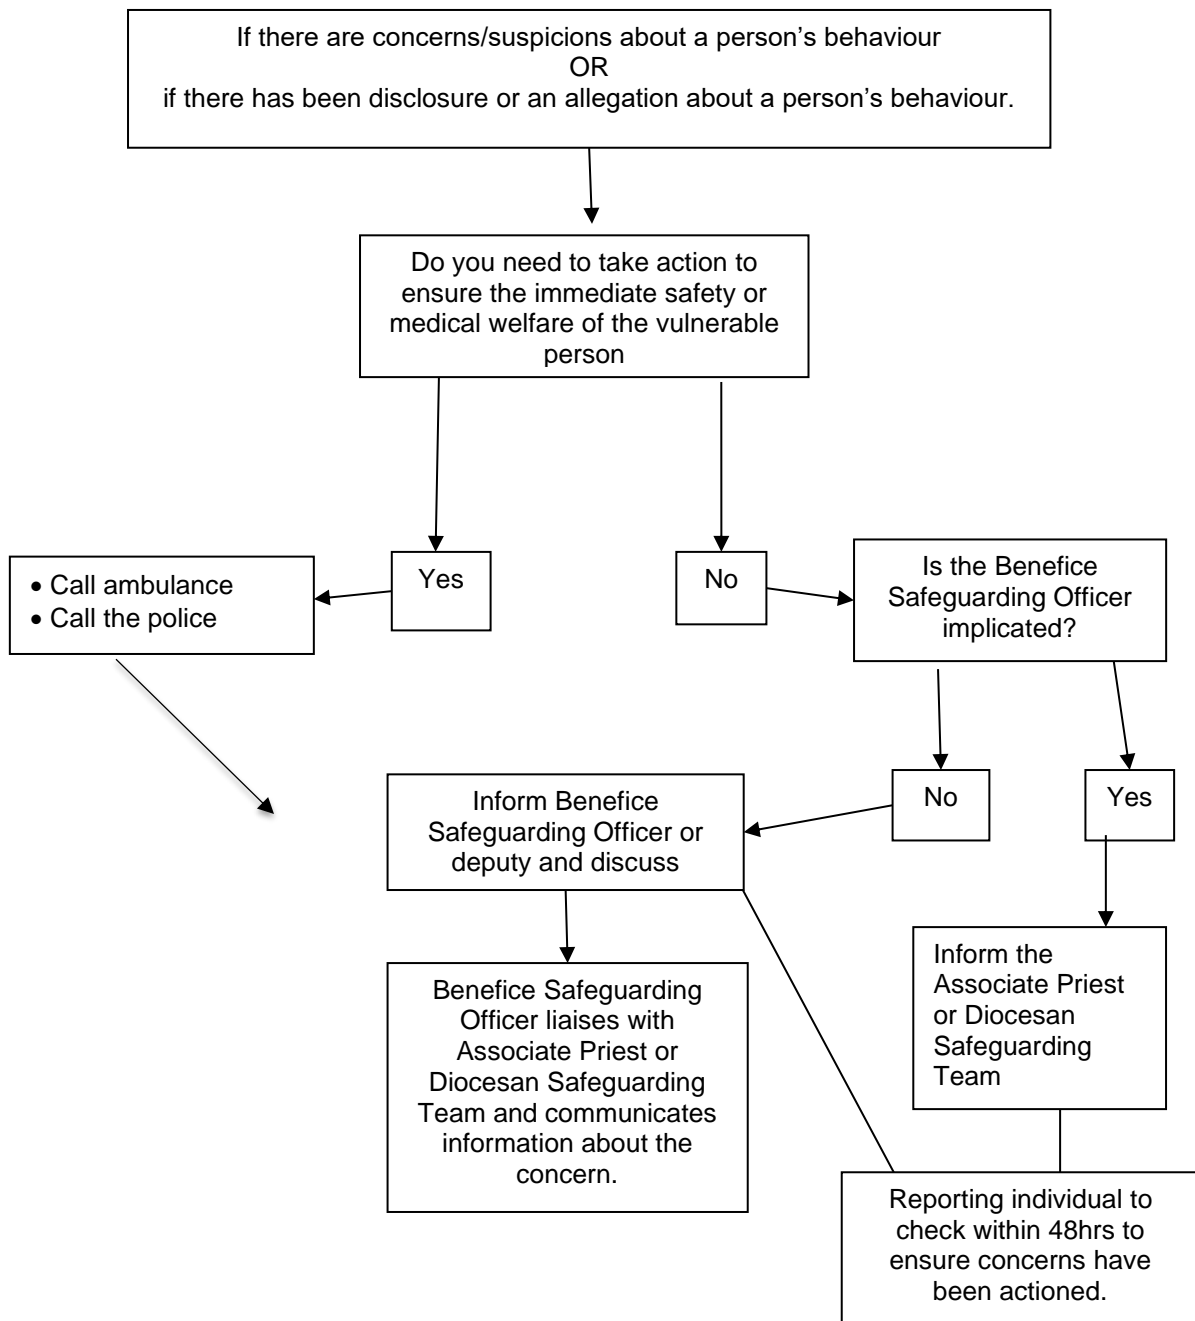 If there are concerns/suspicions about a person’s behaviour
OR
if there has been disclosure or an allegation about a person’s behaviour.
Do you need to take action to
ensure the immediate safety or
medical welfare of the vulnerable
person
• Call ambulance
• Call the police
Yes
No
Is the Benefice
Safeguarding Officer
implicated?
Inform Benefice
Safeguarding Officer or
deputy and discuss
No
Yes
Benefice Safeguarding
Officer liaises with
Associate Priest or
Diocesan Safeguarding
Team and communicates
information about the
concern.
Inform the
Associate Priest
or Diocesan
Safeguarding
Team
Reporting individual to
check within 48hrs to
ensure concerns have
been actioned.